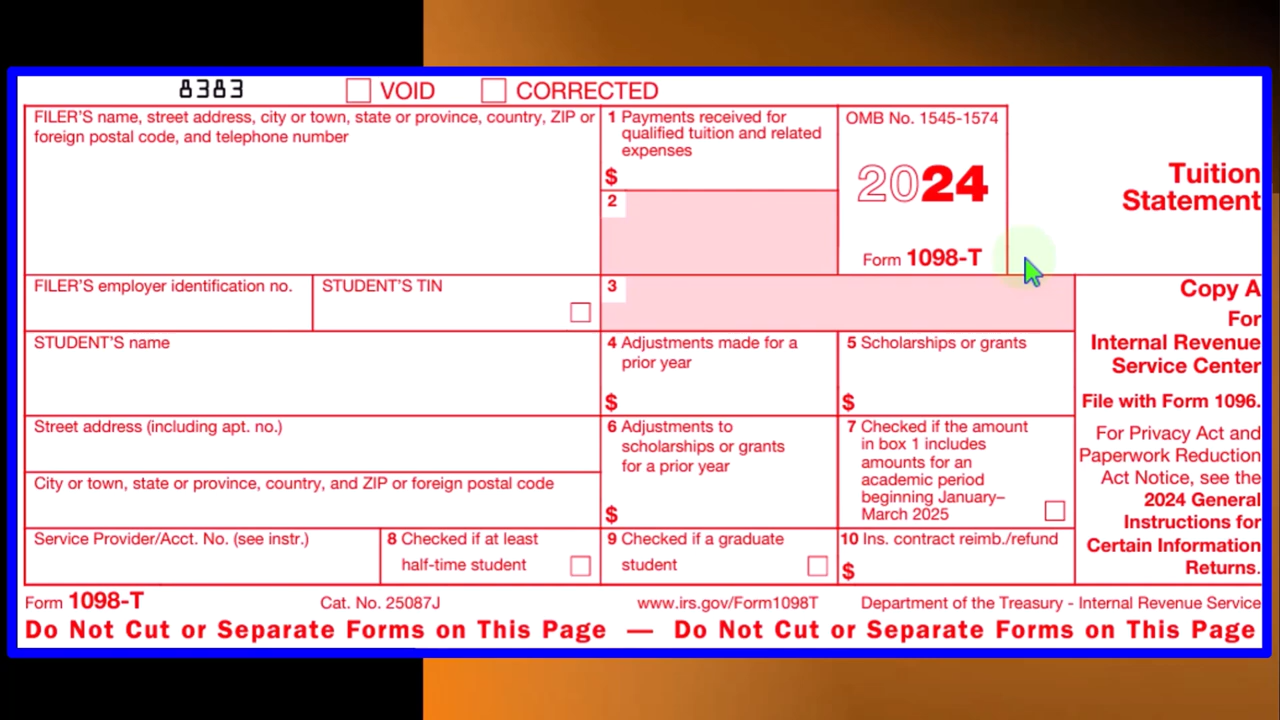 8383
VOID
CORRECTED
FILER'S name, street address, city or town, state or province, country, ZIP or
foreign postal code, and telephone number
1 Payments received for
qualified tuition and related
expenses
$
2
OMB No. 1545-1574
2024
Form 1098-T
Tuition
Statement
FILER'S employer identification no.
STUDENT'S TIN
3
Copy A
For
Internal Revenue
Service Center
File with Form 1096.
For Privacy Act and
Paperwork Reduction
Act Notice, see the
2024 General
Instructions for
Certain Information
Returns.
STUDENT'S name
4 Adjustments made for a
prior year
$
5 Scholarships or grants
$
Street address (including apt. no.)
6 Adjustments to
scholarships or grants
for a prior year
$
7 Checked if the amount
in box 1 includes
amounts for an
academic period
beginning January–
March 2025
City or town, state or province, country, and ZIP or foreign postal code
Service Provider/Acct. No. (see instr.)
8 Checked if at least
half-time student
9 Checked if a graduate
student
10 Ins. contract reimb./refund
$
Form 1098-T
Cat. No. 25087J
www.irs.gov/Form1098T
Department of the Treasury - Internal Revenue Service
Do Not Cut or Separate Forms on This Page — Do Not Cut or Separate Forms on This Page